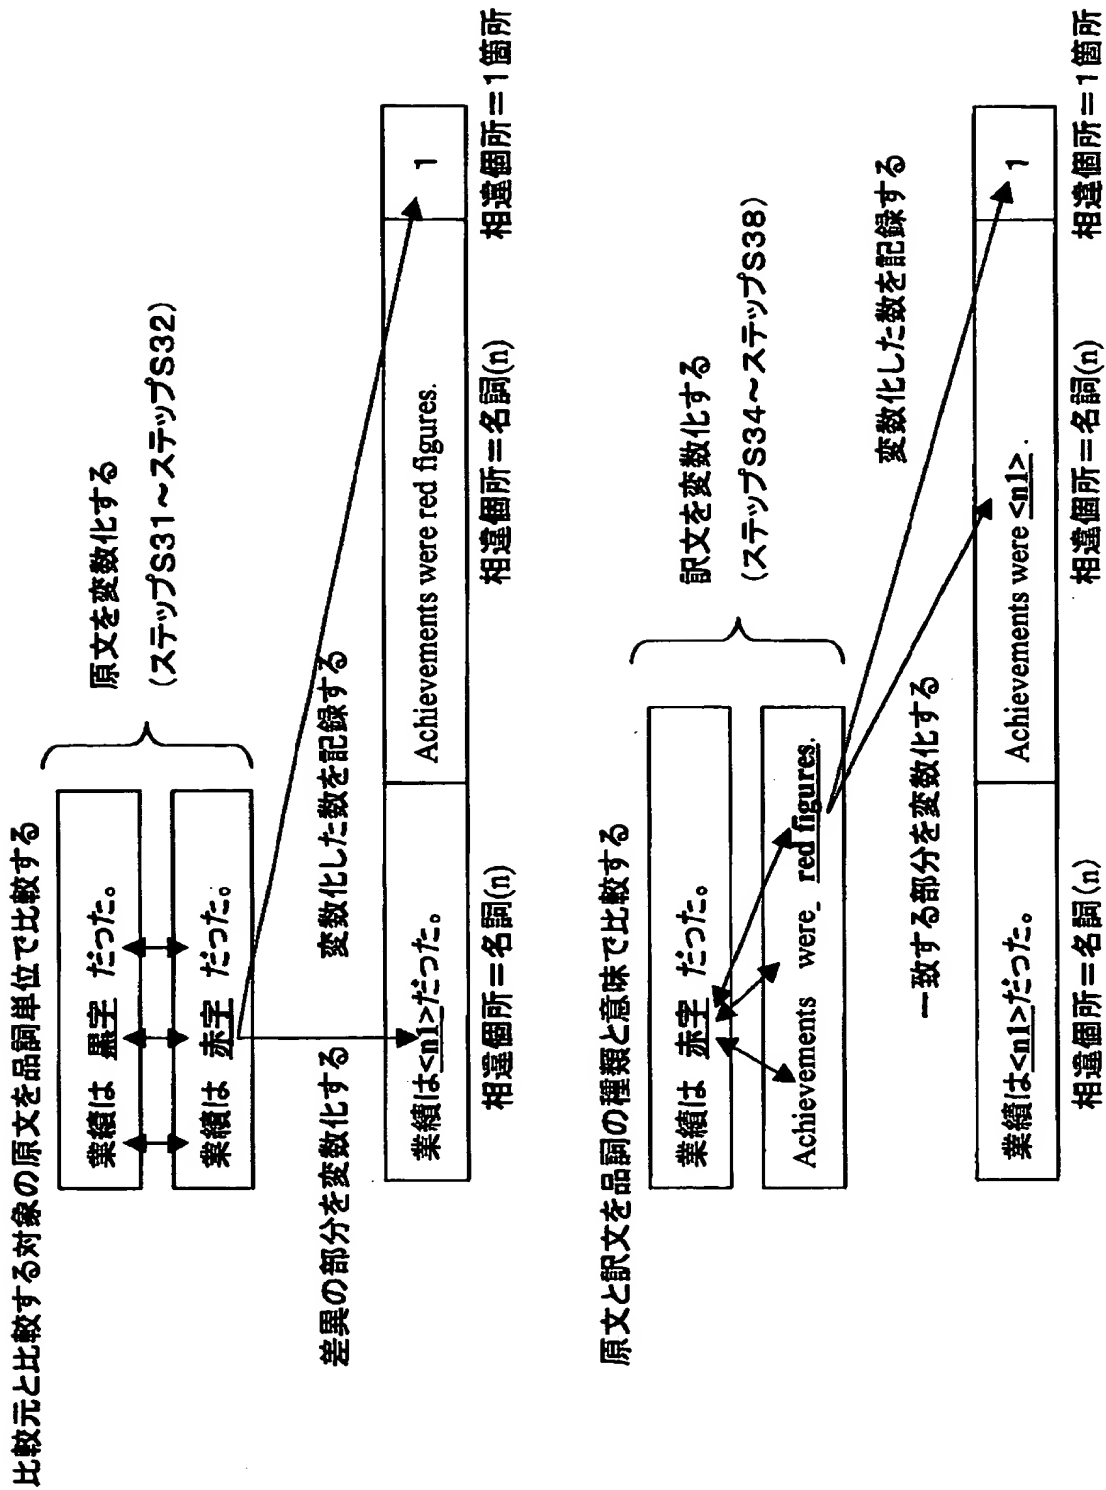 比較元と比較する対象の原文を品詞単位で比較する
業績は 黒字 だった。
業績は 赤字 だった。
原文を変数化する
(ステップS31～ステップS32)
差異の部分を変数化する
変数化した数を記録する
業績は<n1>だった。 Achievements were red figures. 1
相違個所=名詞(n) 相違個所=名詞(n) 相違個所=1箇所
原文と訳文を品詞の種類と意味で比較する
業績は 赤字 だった。
Achievements were red figures.
訳文を変数化する
(ステップS34～ステップS38)
一致する部分を変数化する
変数化した数を記録する
業績は<n1>だった。 Achievements were <n1>. 1
相違個所=名詞(n) 相違個所=名詞(n) 相違個所=1箇所